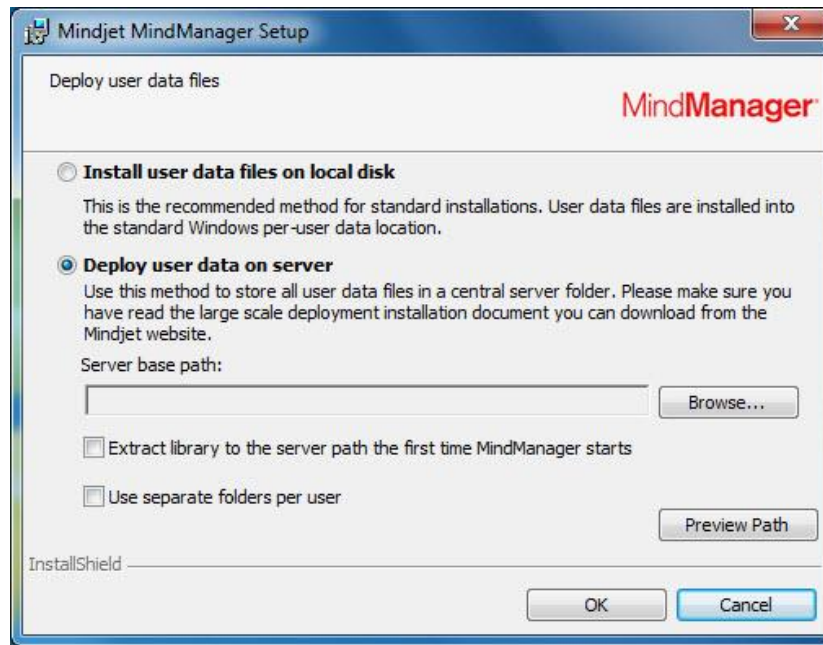 Mindjet MindManager Setup
Deploy user data files
MindManager
Install user data files on local disk
This is the recommended method for standard installations. User data files are installed into
the standard Windows per-user data location.
Deploy user data on server
Use this method to store all user data files in a central server folder. Please make sure you
have read the large scale deployment installation document you can download from the
Mindjet website.
Server base path:
Browse...
Extract library to the server path the first time MindManager starts
Use separate folders per user
Preview Path
InstallShield
OK Cancel